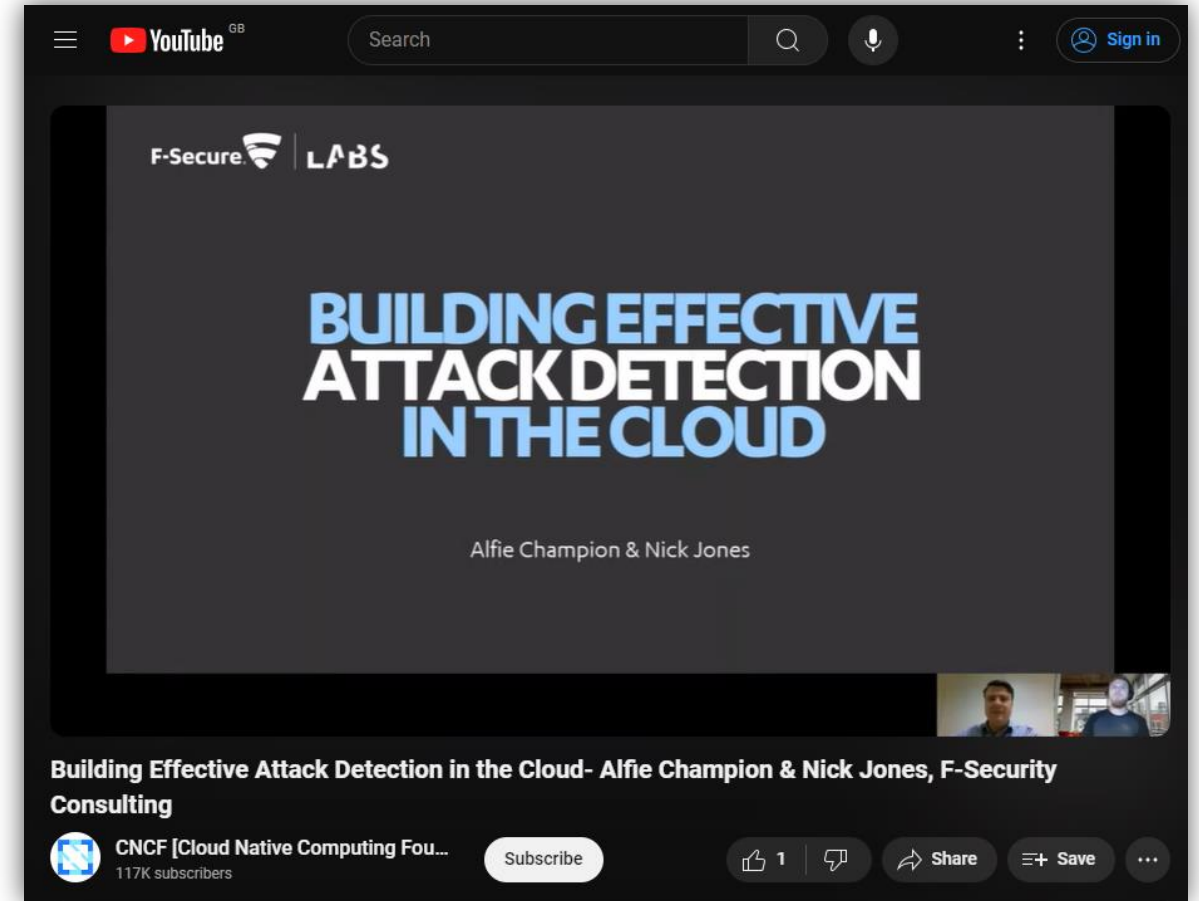 YouTube GB
Search
Sign in
F-Secure. LABS
BUILDING EFFECTIVE
ATTACK DETECTION
IN THE CLOUD
Alfie Champion & Nick Jones
Building Effective Attack Detection in the Cloud- Alfie Champion & Nick Jones, F-Security
Consulting
CNCF [Cloud Native Computing Fou...
117K subscribers
Subscribe
1
Share
Save